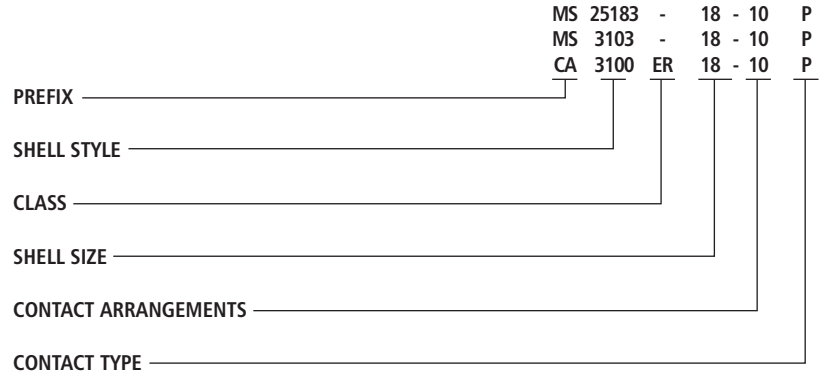 MS 25183 - 18 - 10 P
MS 3103 - 18 - 10 P
CA 3100 ER 18 - 10 P
PREFIX
SHELL STYLE
CLASS
SHELL SIZE
CONTACT ARRANGEMENTS
CONTACT TYPE